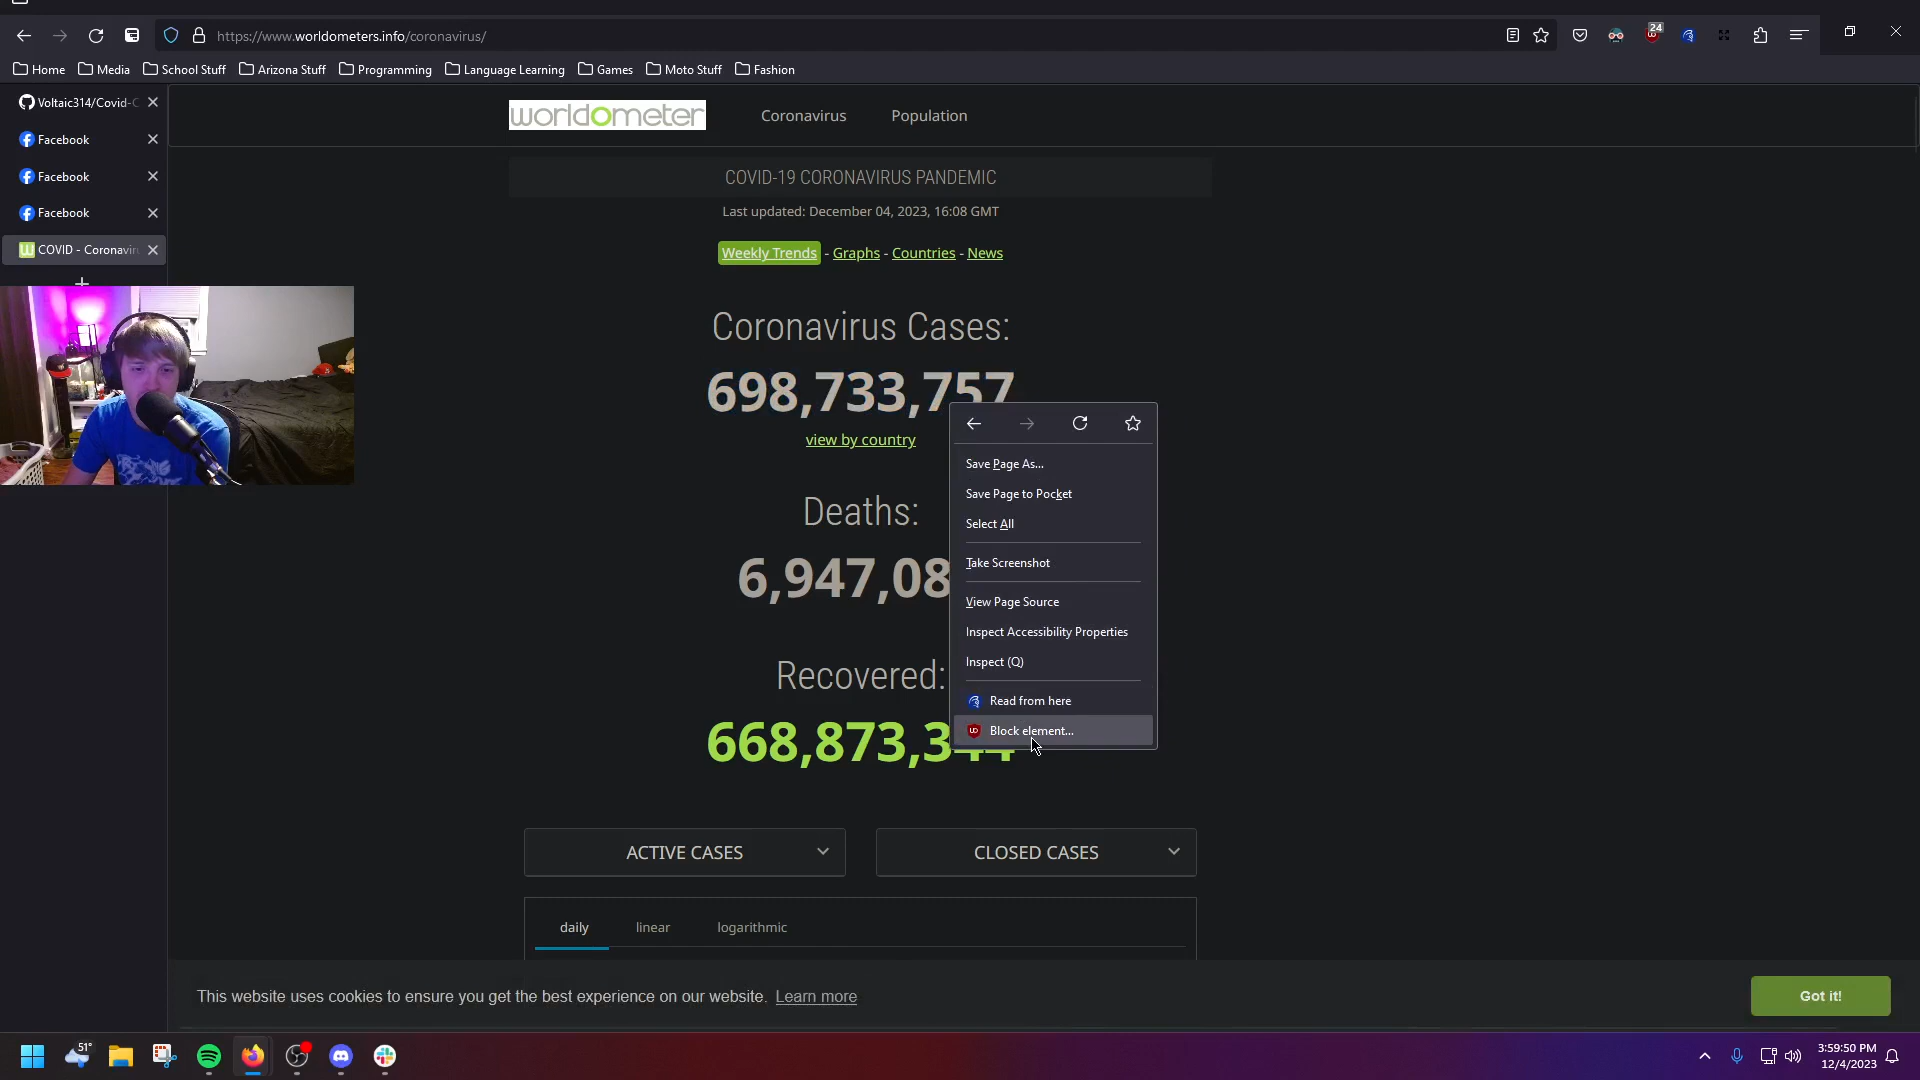 https://www.worldometers.info/coronavirus/
24
Home
Media
School Stuff
Arizona Stuff
Programming
Language Learning
Games
Moto Stuff
Fashion
Voltaic314/Covid-C
Facebook
Facebook
Facebook
COVID - Coronaviru
worldometer
Coronavirus
Population
COVID-19 CORONAVIRUS PANDEMIC
Last updated: December 04, 2023, 16:08 GMT
Weekly Trends - Graphs - Countries - News
Coronavirus Cases:
698,733,757
view by country
Deaths:
6,947,08
Recovered:
668,873,344
Save Page As...
Save Page to Pocket
Select All
Take Screenshot
View Page Source
Inspect Accessibility Properties
Inspect (Q)
Read from here
Block element...
ACTIVE CASES
CLOSED CASES
daily
linear
logarithmic
This website uses cookies to ensure you get the best experience on our website. Learn more
Got it!
51°
3:59:50 PM
12/4/2023